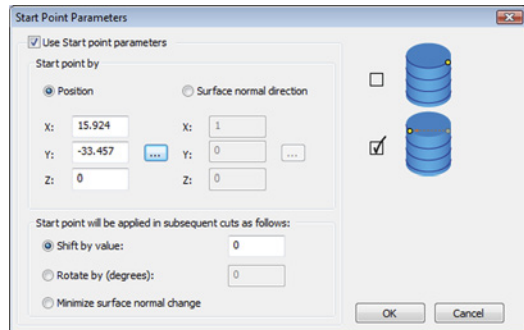 Start Point Parameters
Use Start point parameters
Start point by
Position
Surface normal direction
X: 15.924 X: 1
Y: -33.457 ... Y: 0 ...
Z: 0 Z: 0
Start point will be applied in subsequent cuts as follows:
Shift by value: 0
Rotate by (degrees): 0
Minimize surface normal change
OK Cancel